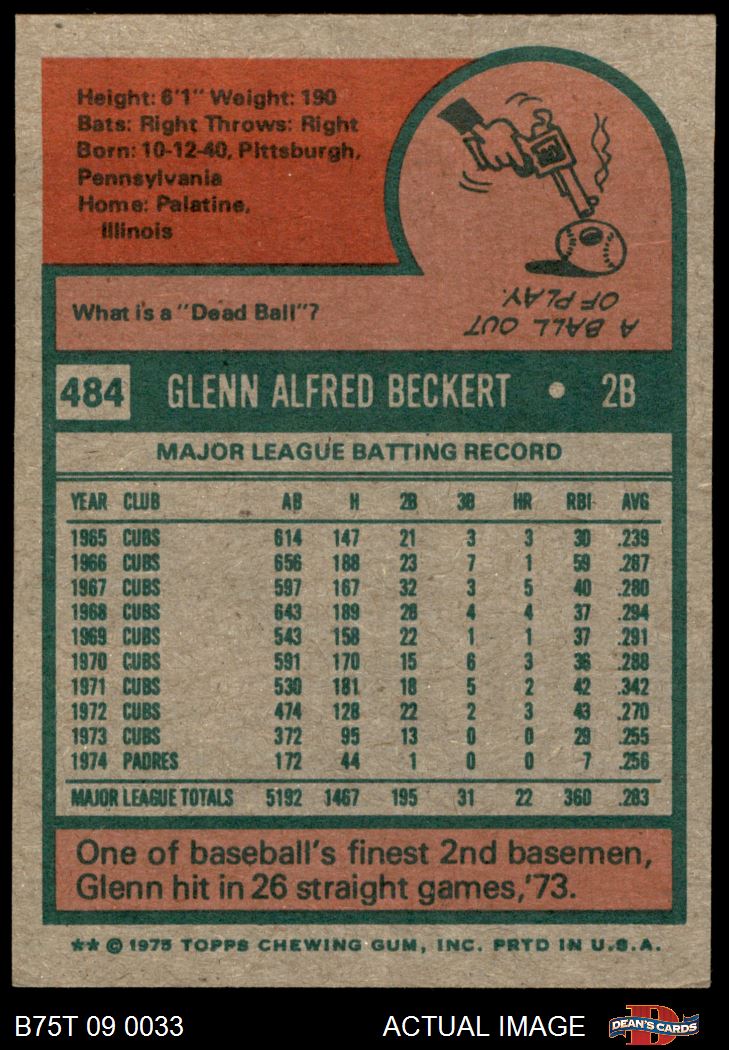 Height: 6'1" Weight: 190
Bats: Right Throws: Right
Born: 10-12-40, Pittsburgh,
Pennsylvania
Home: Palatine,
Illinois
What is a "Dead Ball"?
A BALL OUT
OF PLAY.
484 GLENN ALFRED BECKERT • 2B
MAJOR LEAGUE BATTING RECORD
YEAR CLUB AB H 2B 3B HR RBI AVG
1965 CUBS 614 147 21 3 3 30 .239
1966 CUBS 656 188 23 7 1 59 .287
1967 CUBS 597 167 32 3 5 40 .280
1968 CUBS 643 189 28 4 4 37 .294
1969 CUBS 543 158 22 1 1 37 .291
1970 CUBS 591 170 15 6 3 36 .288
1971 CUBS 530 181 18 5 2 42 .342
1972 CUBS 474 128 22 2 3 43 .270
1973 CUBS 372 95 13 0 0 29 .255
1974 PADRES 172 44 1 0 0 7 .256
MAJOR LEAGUE TOTALS 5192 1467 195 31 22 360 .283
One of baseball's finest 2nd basemen,
Glenn hit in 26 straight games,'73.
** © 1975 TOPPS CHEWING GUM, INC. PRTD IN U.S.A.
B75T 09 0033 ACTUAL IMAGE DEAN'S CARDS